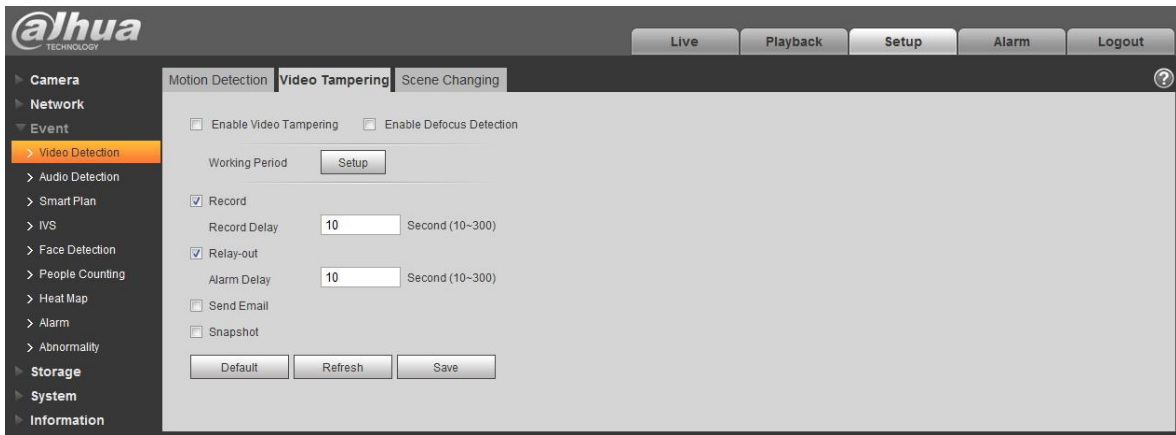 alhua
TECHNOLOGY
Live
Playback
Setup
Alarm
Logout
Camera
Network
Event
Video Detection
Audio Detection
Smart Plan
IVS
Face Detection
People Counting
Heat Map
Alarm
Abnormality
Storage
System
Information
Motion Detection Video Tampering Scene Changing ?
Enable Video Tampering Enable Defocus Detection
Working Period Setup
Record
Record Delay 10 Second (10~300)
Relay-out
Alarm Delay 10 Second (10~300)
Send Email
Snapshot
Default Refresh Save